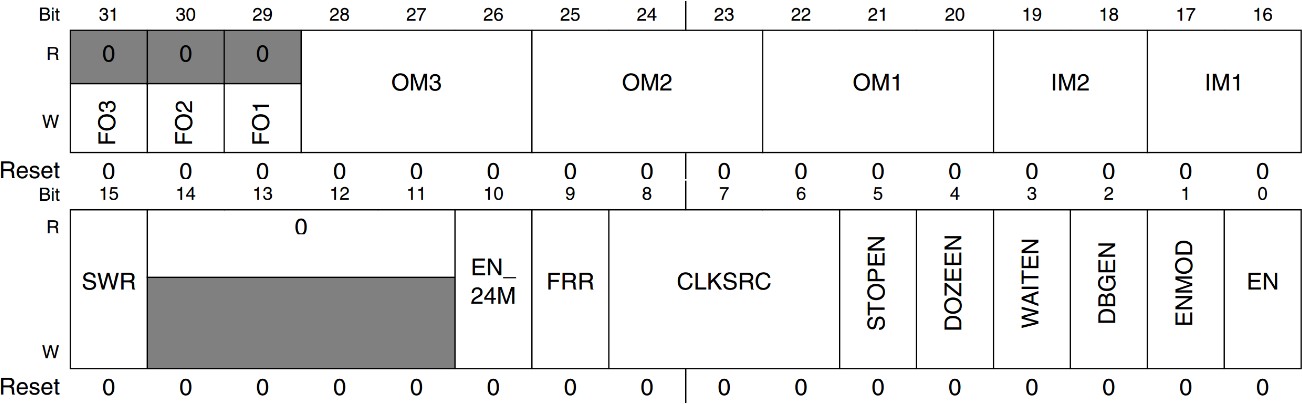 Bit 31 30 29 28 27 26 25 24 23 22 21 20 19 18 17 16
R 0 0 0
OM3 OM2 OM1 IM2 IM1
W FO3 FO2 FO1
Reset 0 0 0 0 0 0 0 0 0 0 0 0 0 0 0 0
Bit 15 14 13 12 11 10 9 8 7 6 5 4 3 2 1 0
R 0
SWR EN_ 24M FRR CLKSRC STOPEN DOZEEN WAITEN DBGEN ENMOD EN
W
Reset 0 0 0 0 0 0 0 0 0 0 0 0 0 0 0 0